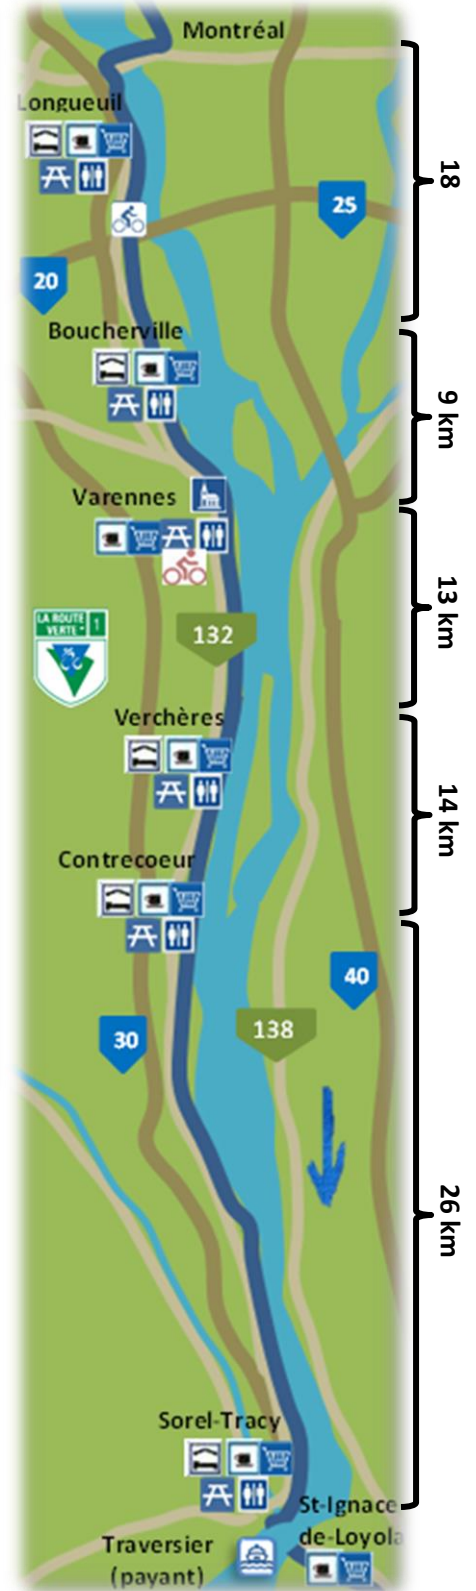 Montréal
Longueuil
18
25
20
Boucherville
9 km
Varennes
13 km
LA ROUTE
VERTE 1
132
Verchères
14 km
Contrecoeur
40
138
30
26 km
Sorel-Tracy
St-Ignace
de-Loyola
Traversier
(payant)